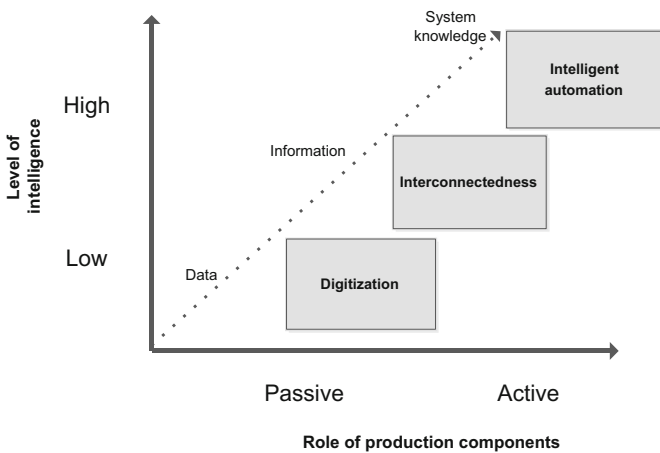 System
knowledge
Intelligent
automation
High
Level of
intelligence
Information
Interconnectedness
Low
Data
Digitization
Passive
Active
Role of production components